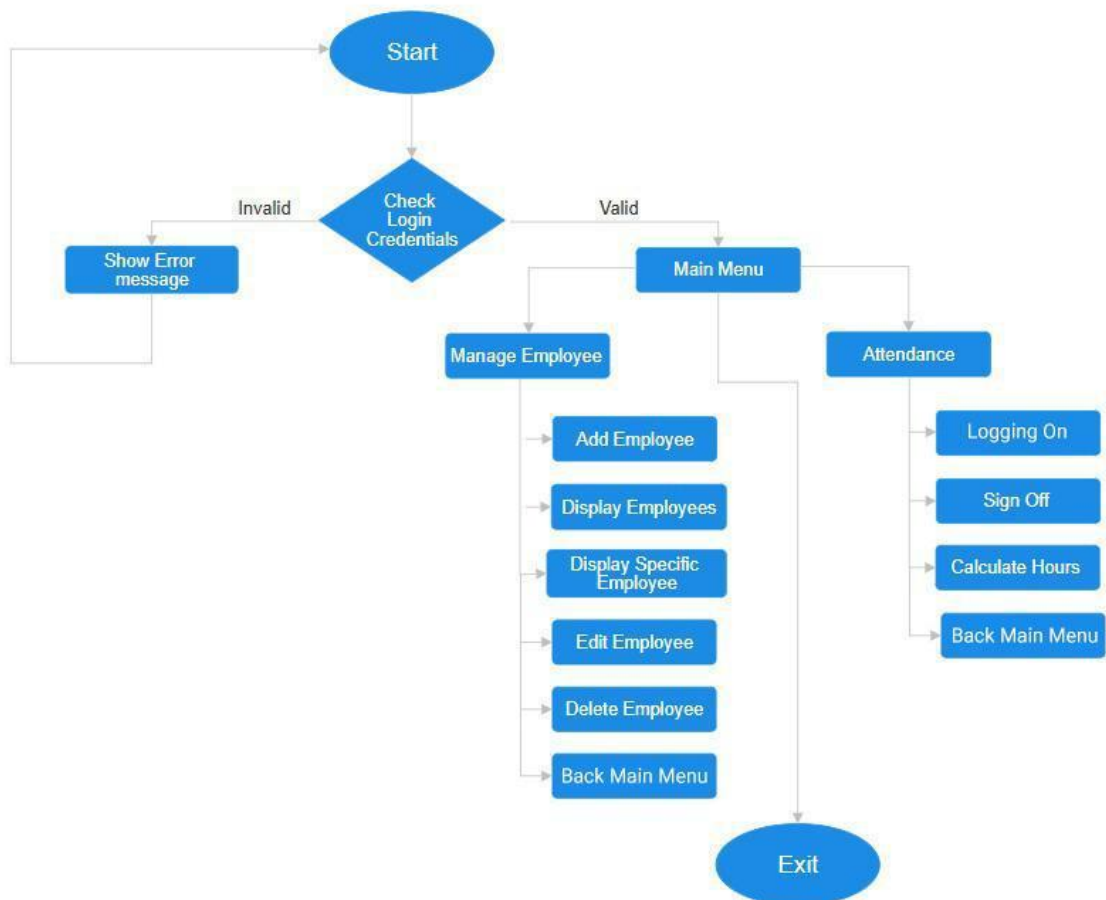 Start
Check
Login
Credentials
Invalid
Valid
Show Error
message
Main Menu
Manage Employee
Attendance
Add Employee
Display Employees
Display Specific
Employee
Edit Employee
Delete Employee
Back Main Menu
Logging On
Sign Off
Calculate Hours
Back Main Menu
Exit